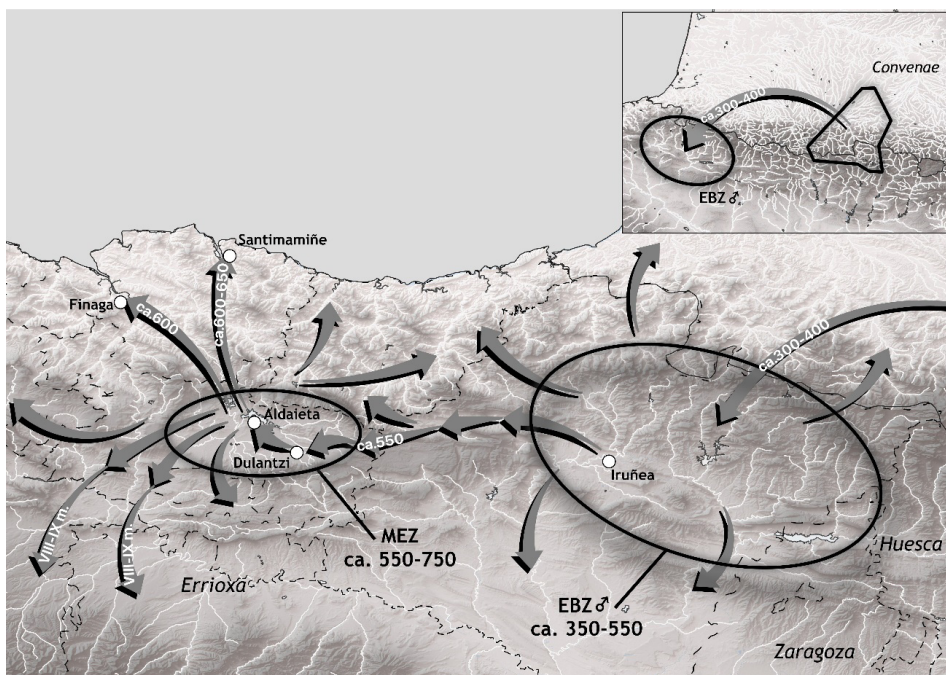 Convenae
ca.300-400
EBZ ♂
Santimamiñe
Finaga
ca.600
ca.600-650
ca.300-400
Aldaieta
Dulantzi
ca.550
Iruñea
VIII-IX m.
VIII-IX m.
MEZ
ca. 550-750
Errioxa
EBZ ♂
ca. 350-550
Huesca
Zaragoza